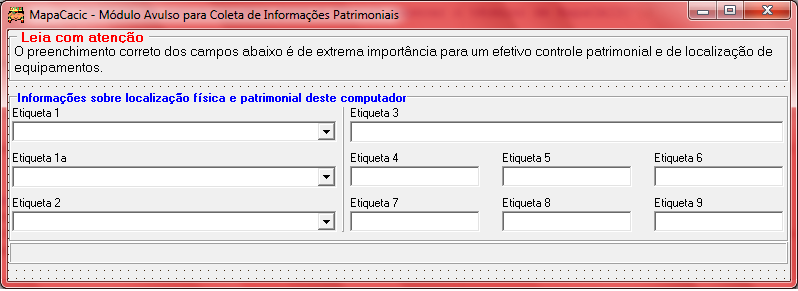 MapaCacic - Módulo Avulso para Coleta de Informações Patrimoniais
Leia com atenção
O preenchimento correto dos campos abaixo é de extrema importância para um efetivo controle patrimonial e de localização de
equipamentos.
Informações sobre localização física e patrimonial deste computador
Etiqueta 1
Etiqueta 3
Etiqueta 1a
Etiqueta 4
Etiqueta 5
Etiqueta 6
Etiqueta 2
Etiqueta 7
Etiqueta 8
Etiqueta 9